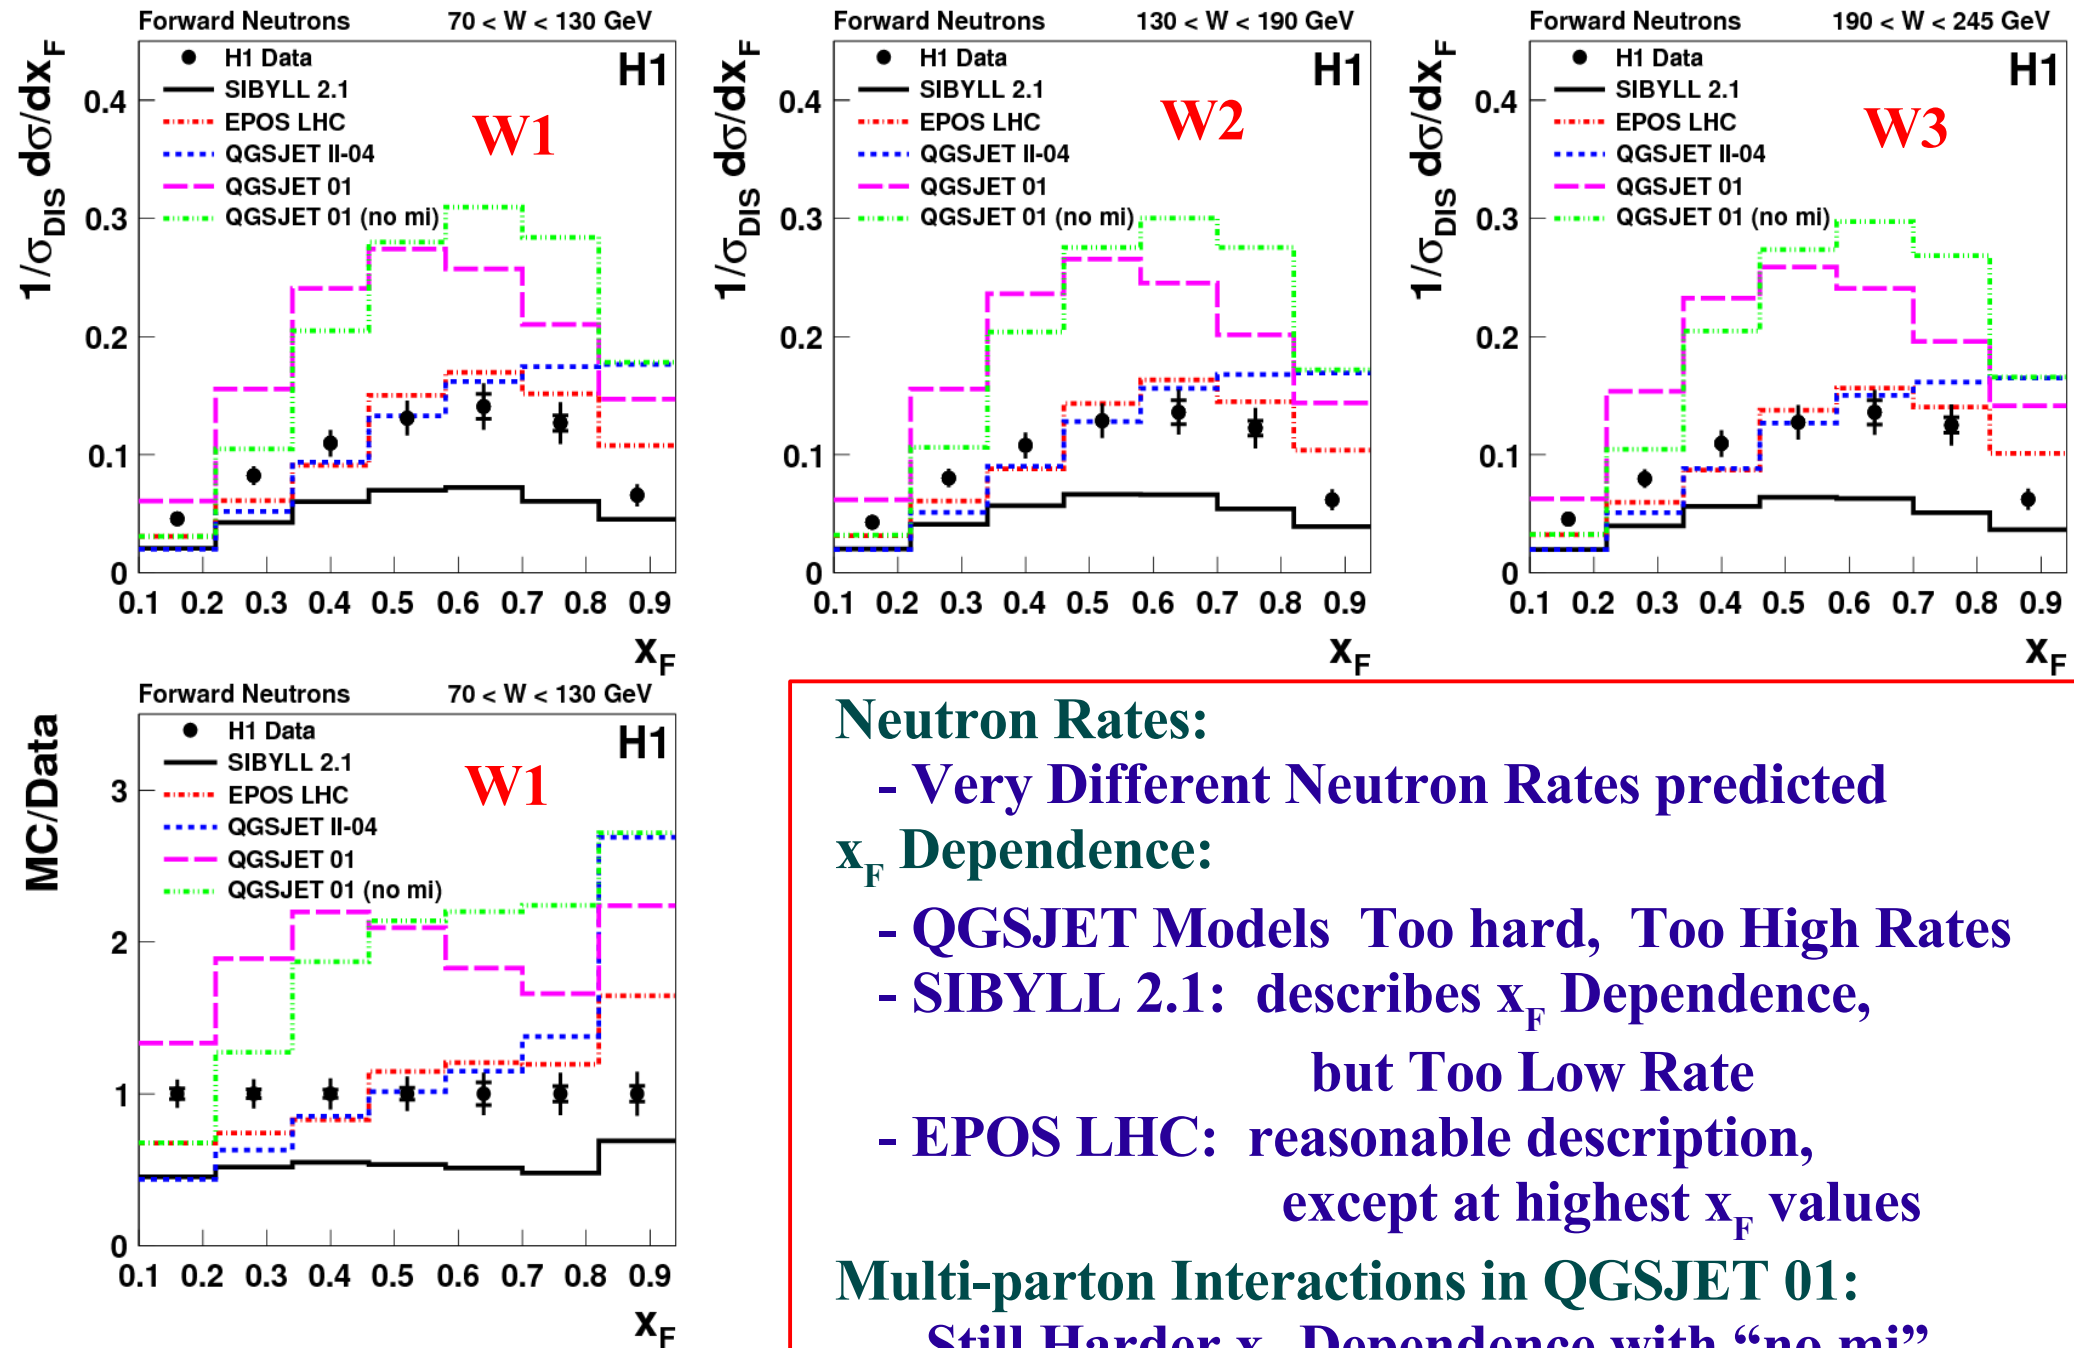 Forward Neutrons 70 < W < 130 GeV
H1 Data
SIBYLL 2.1
EPOS LHC
QGSJET II-04
QGSJET 01
QGSJET 01 (no mi)
H1
W1
1/σDIS dσ/dxF
0.4
0.3
0.2
0.1
0
0.1 0.2 0.3 0.4 0.5 0.6 0.7 0.8 0.9
xF
Forward Neutrons 130 < W < 190 GeV
H1 Data
SIBYLL 2.1
EPOS LHC
QGSJET II-04
QGSJET 01
QGSJET 01 (no mi)
H1
W2
1/σDIS dσ/dxF
0.4
0.3
0.2
0.1
0
0.1 0.2 0.3 0.4 0.5 0.6 0.7 0.8 0.9
xF
Forward Neutrons 190 < W < 245 GeV
H1 Data
SIBYLL 2.1
EPOS LHC
QGSJET II-04
QGSJET 01
QGSJET 01 (no mi)
H1
W3
1/σDIS dσ/dxF
0.4
0.3
0.2
0.1
0
0.1 0.2 0.3 0.4 0.5 0.6 0.7 0.8 0.9
xF
Forward Neutrons 70 < W < 130 GeV
H1 Data
SIBYLL 2.1
EPOS LHC
QGSJET II-04
QGSJET 01
QGSJET 01 (no mi)
H1
W1
MC/Data
3
2
1
0
0.1 0.2 0.3 0.4 0.5 0.6 0.7 0.8 0.9
xF
Neutron Rates:
- Very Different Neutron Rates predicted
xF Dependence:
- QGSJET Models Too hard, Too High Rates
- SIBYLL 2.1: describes xF Dependence,
but Too Low Rate
- EPOS LHC: reasonable description,
except at highest xF values
Multi-parton Interactions in QGSJET 01:
Still Harder x Dependence with “no mi”